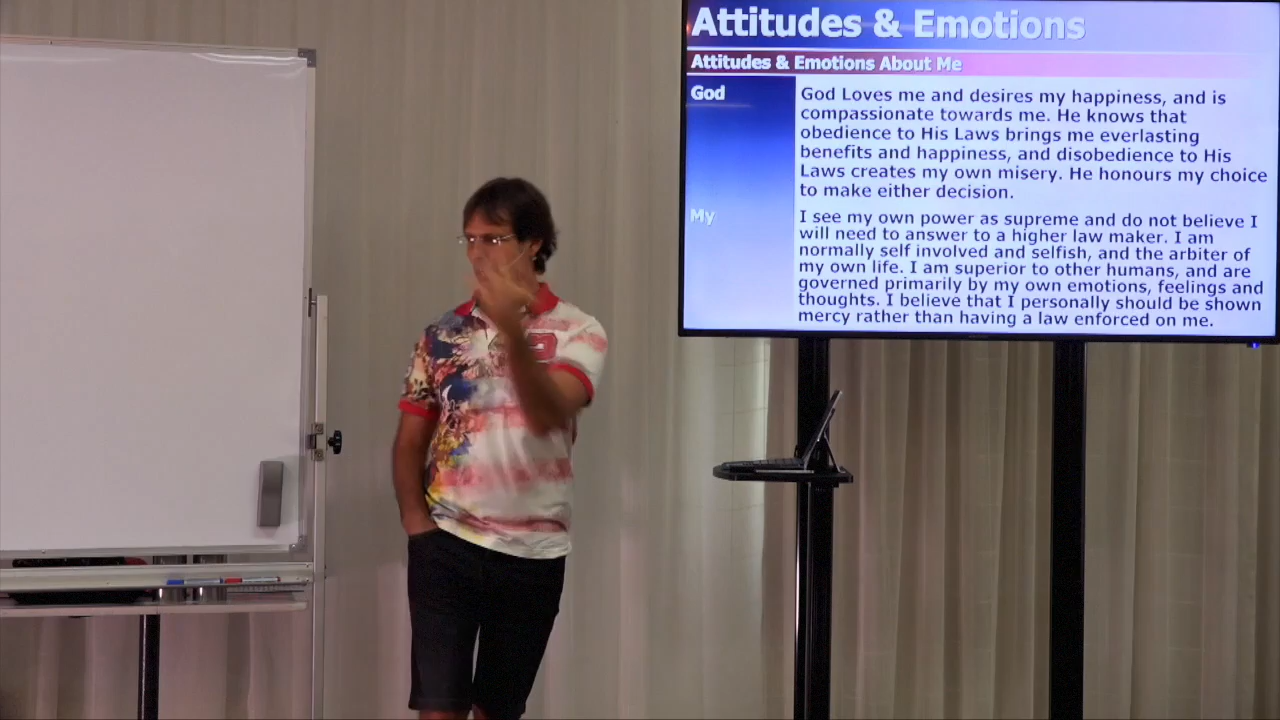 Attitudes & Emotions
Attitudes & Emotions About Me
God
God Loves me and desires my happiness, and is
compassionate towards me. He knows that
obedience to His Laws brings me everlasting
benefits and happiness, and disobedience to His
Laws creates my own misery. He honours my choice
to make either decision.
My
I see my own power as supreme and do not believe I
will need to answer to a higher law maker. I am
normally self involved and selfish, and the arbiter of
my own life. I am superior to other humans, and are
governed primarily by my own emotions, feelings and
thoughts. I believe that I personally should be shown
mercy rather than having a law enforced on me.